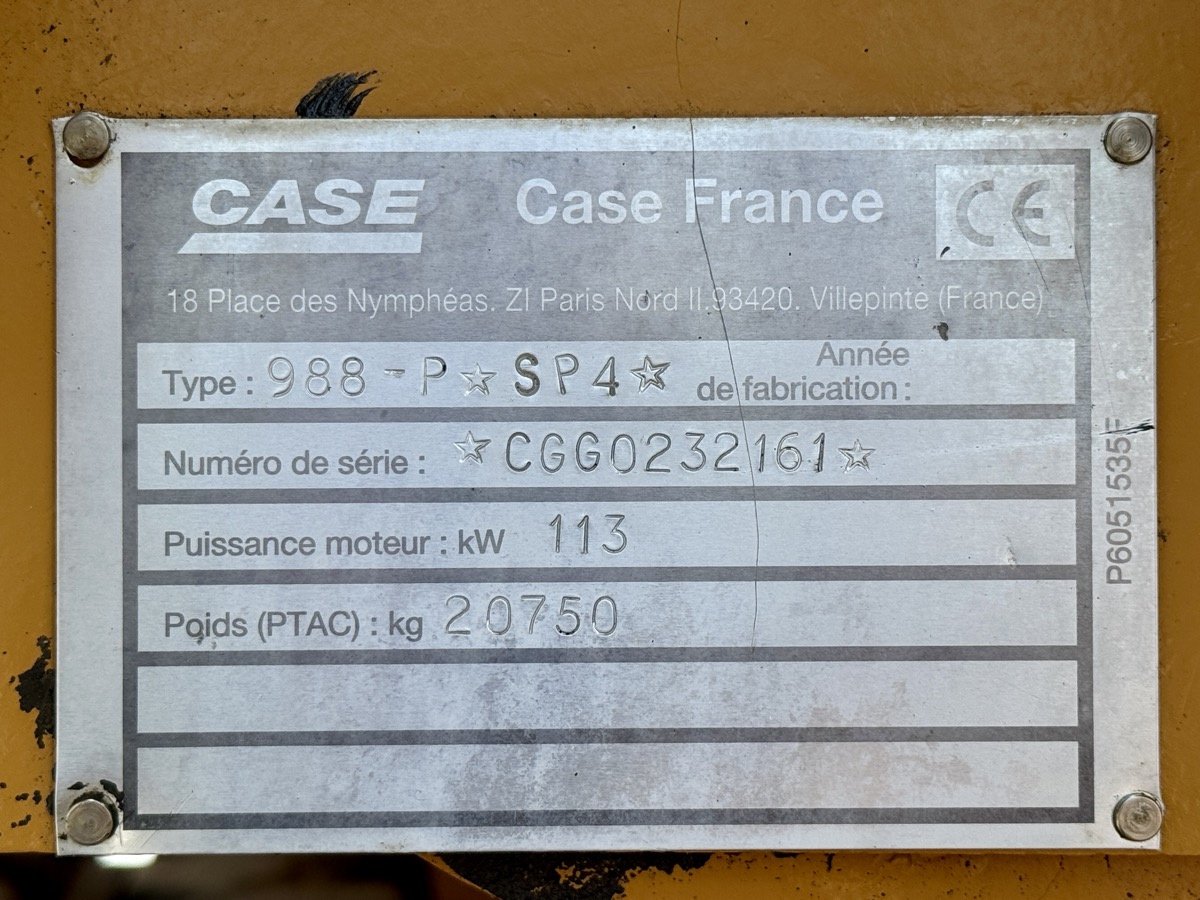 CASE Case France CE
18 Place des Nymphéas. ZI Paris Nord II.93420. Villepinte (France)
Type : 988-P☆SP4☆ Année
de fabrication :
Numéro de série : ☆CGG0232161☆
Puissance moteur : kW 113
Poids (PTAC) : kg 20750
P6051535F